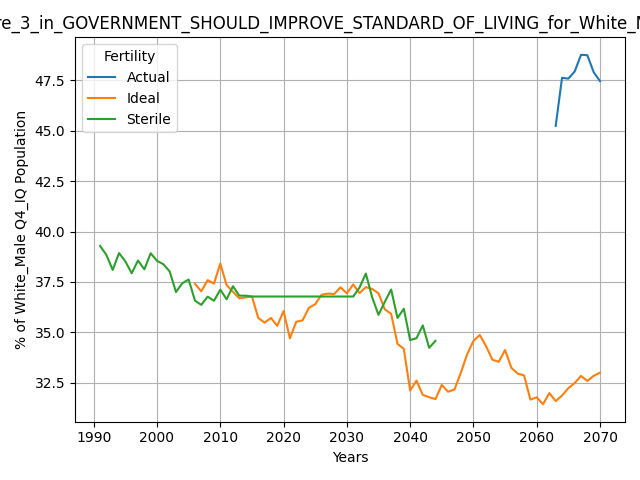 re_3_in_GOVERNMENT_SHOULD_IMPROVE_STANDARD_OF_LIVING_for_White_M
Fertility
Actual
Ideal
Sterile
% of White_Male Q4_IQ Population
47.5
45.0
42.5
40.0
37.5
35.0
32.5
1990 2000 2010 2020 2030 2040 2050 2060 2070
Years